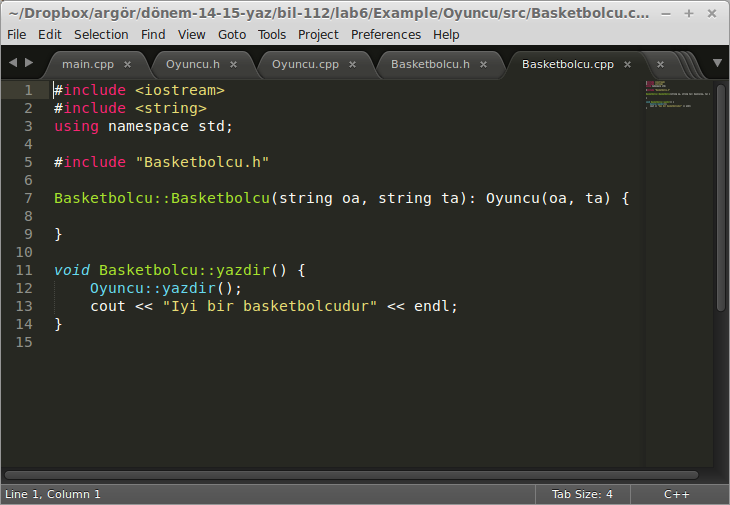 ~/Dropbox/argör/dönem-14-15-yaz/bil-112/lab6/Example/Oyuncu/src/Basketbolcu.c...
File Edit Selection Find View Goto Tools Project Preferences Help
main.cpp Oyuncu.h Oyuncu.cpp Basketbolcu.h Basketbolcu.cpp
1 #include <iostream>
2 #include <string>
3 using namespace std;
4
5 #include "Basketbolcu.h"
6
7 Basketbolcu::Basketbolcu(string oa, string ta): Oyuncu(oa, ta) {
8
9 }
10
11 void Basketbolcu::yazdir() {
12 Oyuncu::yazdir();
13 cout << "Iyi bir basketbolcudur" << endl;
14 }
15
Line 1, Column 1 Tab Size: 4 C++